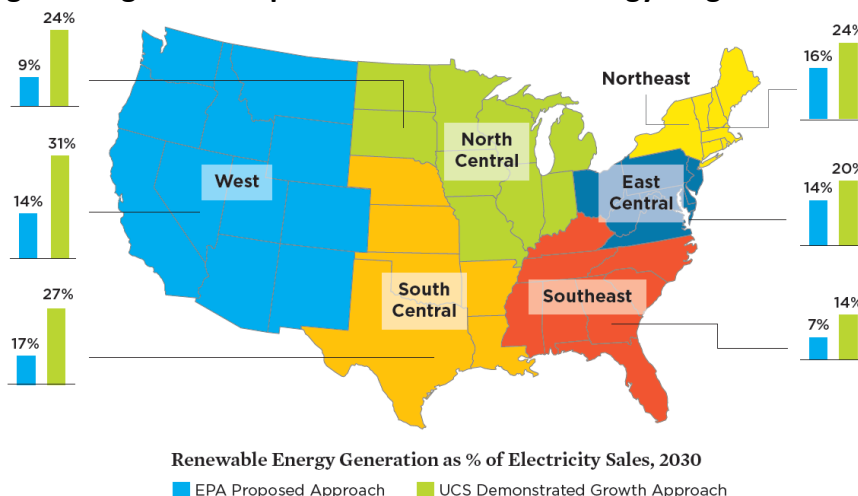 24%
9%
31%
14%
27%
17%
West
North
Central
South
Central
Northeast
East
Central
Southeast
24%
16%
20%
14%
14%
7%
Renewable Energy Generation as % of Electricity Sales, 2030
EPA Proposed Approach UCS Demonstrated Growth Approach